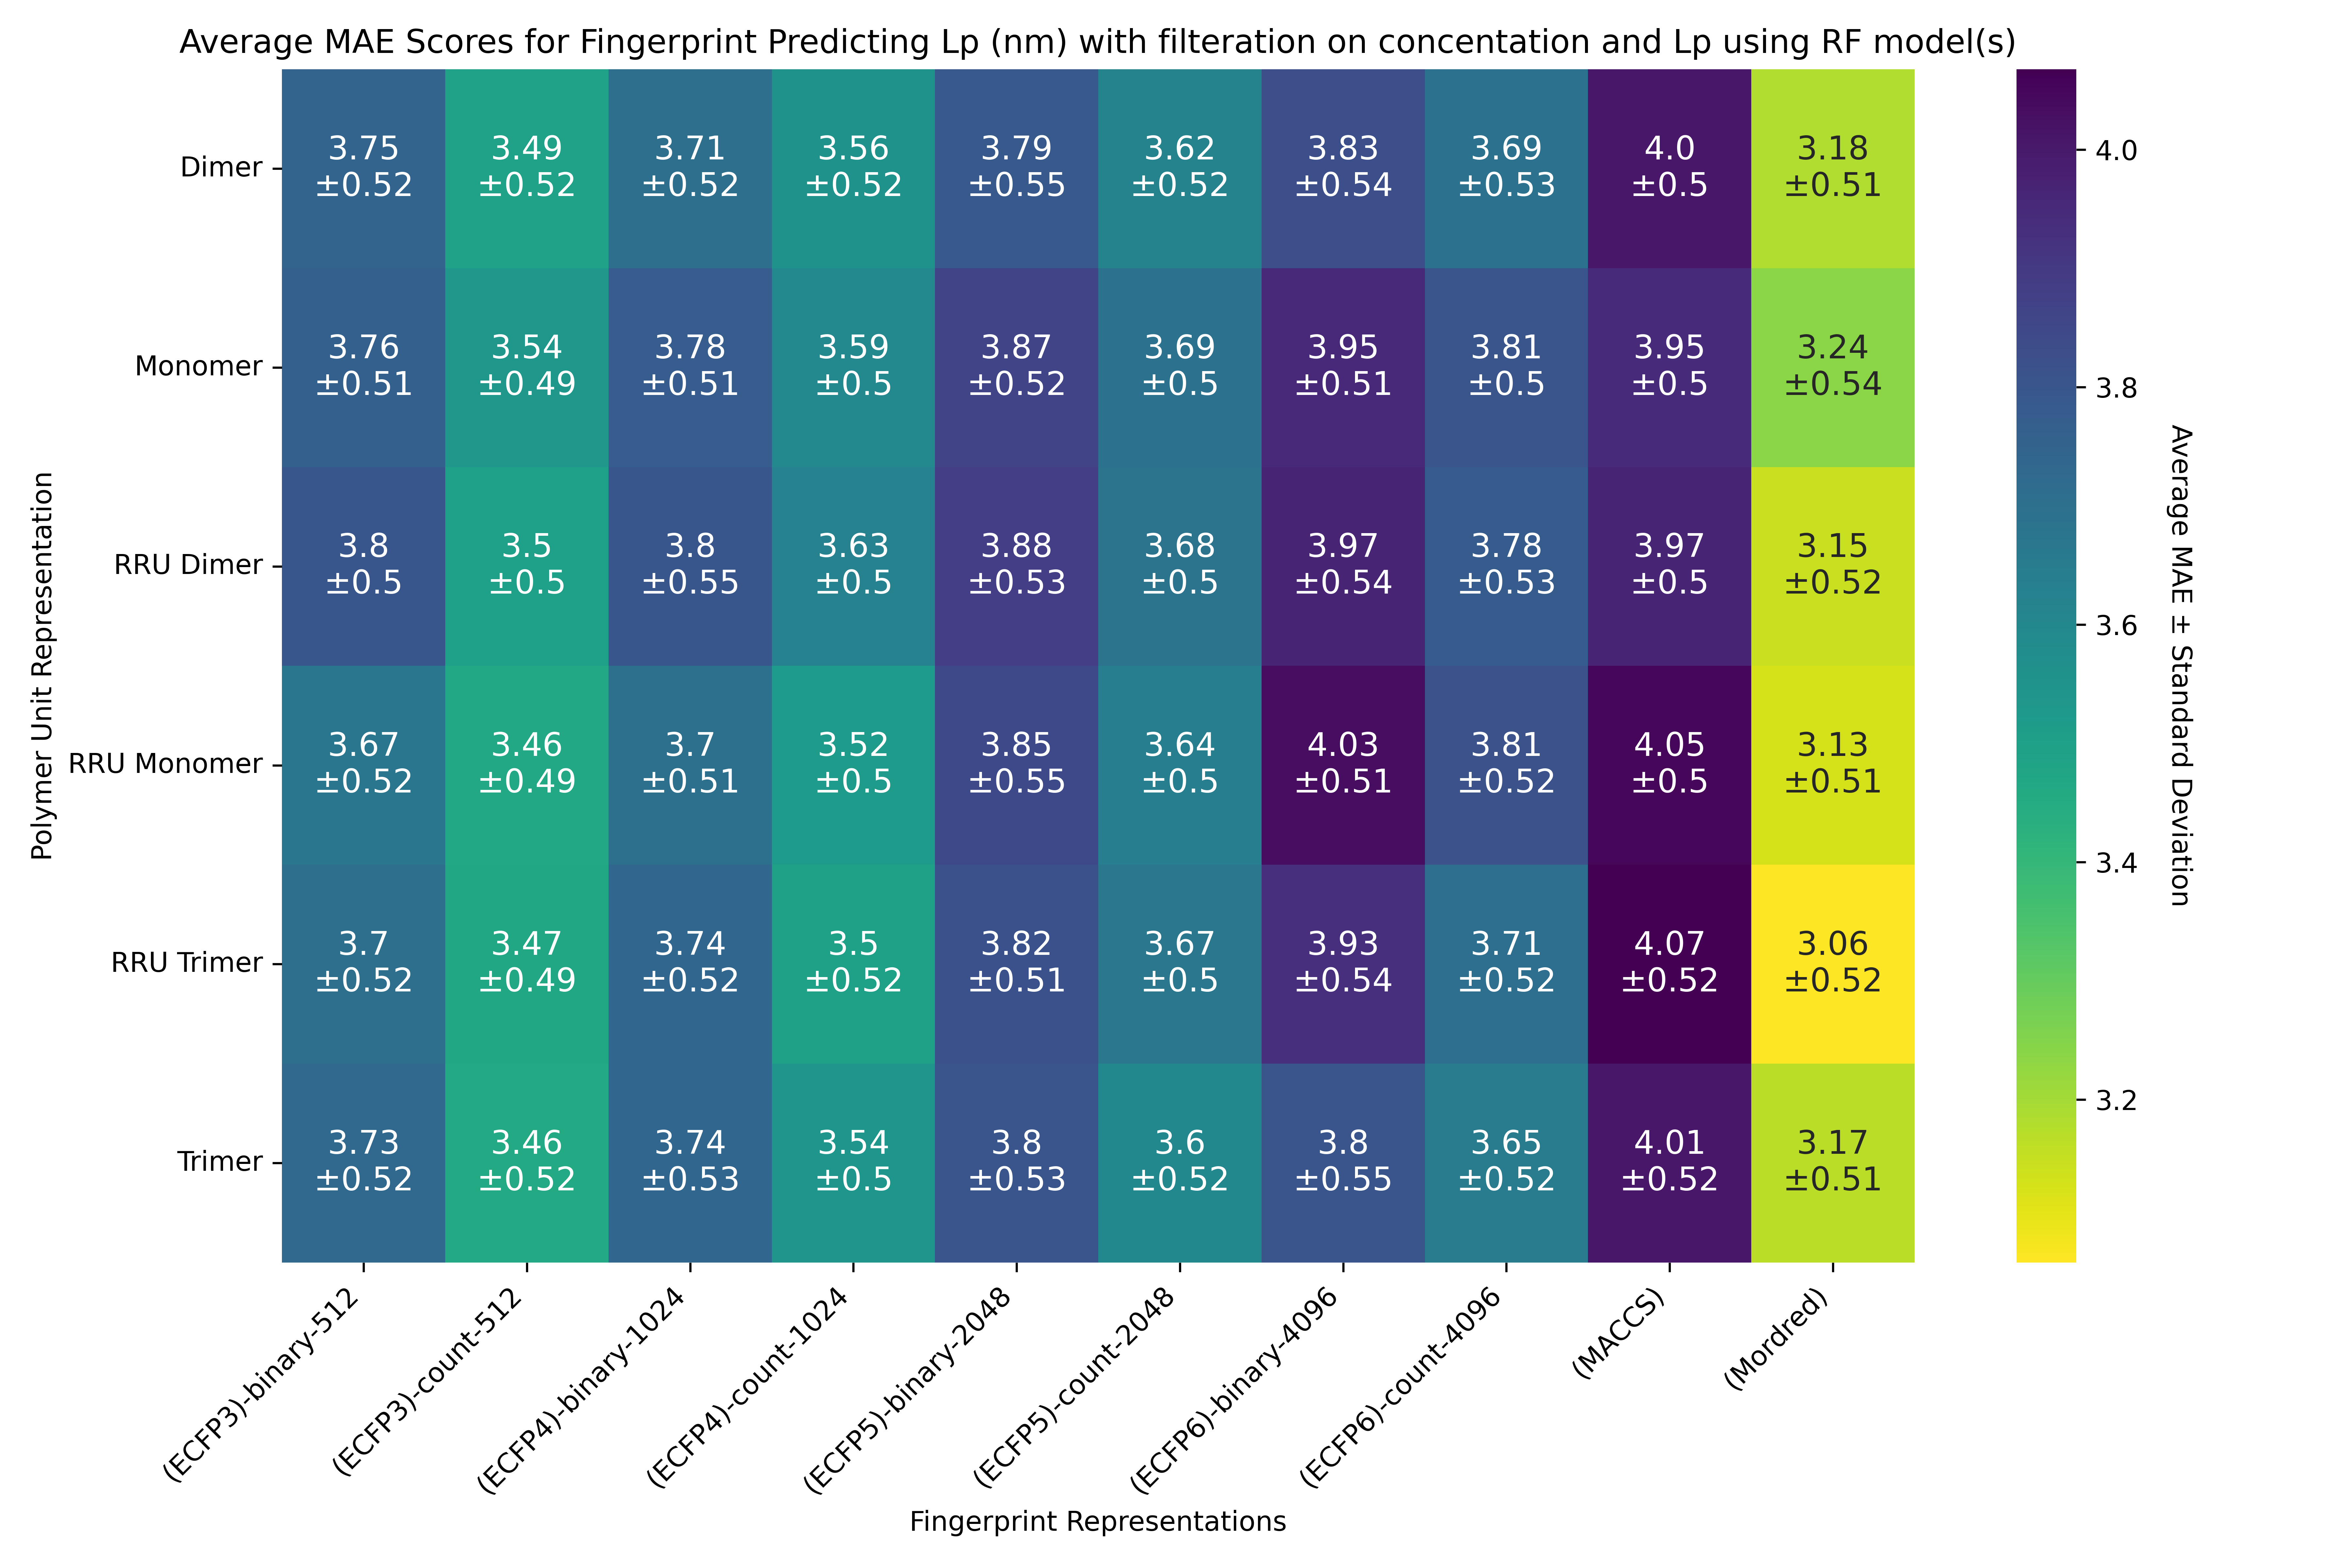 Average MAE Scores for Fingerprint Predicting Lp (nm) with filteration on concentation and Lp using RF model(s)
Polymer Unit Representation
Dimer
3.75 3.49 3.71 3.56 3.79 3.62 3.83 3.69 4.0 3.18
±0.52 ±0.52 ±0.52 ±0.52 ±0.55 ±0.52 ±0.54 ±0.53 ±0.5 ±0.51
Monomer
3.76 3.54 3.78 3.59 3.87 3.69 3.95 3.81 3.95 3.24
±0.51 ±0.49 ±0.51 ±0.5 ±0.52 ±0.5 ±0.51 ±0.5 ±0.5 ±0.54
RRU Dimer
3.8 3.5 3.8 3.63 3.88 3.68 3.97 3.78 3.97 3.15
±0.5 ±0.5 ±0.55 ±0.5 ±0.53 ±0.5 ±0.54 ±0.53 ±0.5 ±0.52
RRU Monomer
3.67 3.46 3.7 3.52 3.85 3.64 4.03 3.81 4.05 3.13
±0.52 ±0.49 ±0.51 ±0.5 ±0.55 ±0.5 ±0.51 ±0.52 ±0.5 ±0.51
RRU Trimer
3.7 3.47 3.74 3.5 3.82 3.67 3.93 3.71 4.07 3.06
±0.52 ±0.49 ±0.52 ±0.52 ±0.51 ±0.5 ±0.54 ±0.52 ±0.52 ±0.52
Trimer
3.73 3.46 3.74 3.54 3.8 3.6 3.8 3.65 4.01 3.17
±0.52 ±0.52 ±0.53 ±0.5 ±0.53 ±0.52 ±0.55 ±0.52 ±0.52 ±0.51
(ECFP3)-binary-512
(ECFP3)-count-512
(ECFP4)-binary-1024
(ECFP4)-count-1024
(ECFP5)-binary-2048
(ECFP5)-count-2048
(ECFP6)-binary-4096
(ECFP6)-count-4096
(MACCS)
(Mordred)
Fingerprint Representations
4.0
3.8
3.6
3.4
3.2
Average MAE ± Standard Deviation